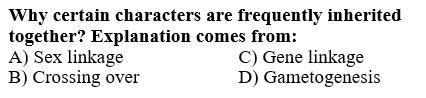 Why certain characters are frequently inherited
together? Explanation comes from:
A) Sex linkage C) Gene linkage
B) Crossing over D) Gametogenesis